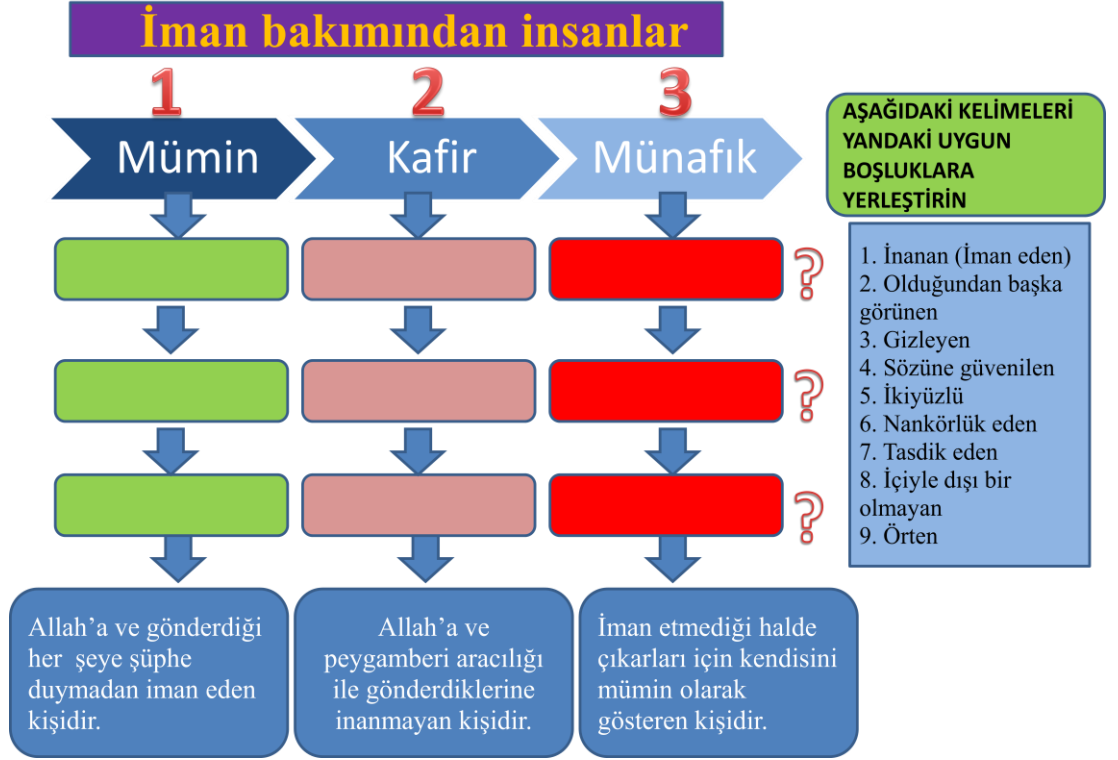 İman bakımından insanlar
1
2
3
Mümin
Kafir
Münafık
?
?
?
AŞAĞIDAKİ KELİMELERİ
YANDAKİ UYGUN
BOŞLUKLARA
YERLEŞTİRİN
1. İnanan (İman eden)
2. Olduğundan başka
görünen
3. Gizleyen
4. Sözüne güvenilen
5. İkiyüzlü
6. Nankörlük eden
7. Tasdik eden
8. İçiyle dışı bir
olmayan
9. Örten
Allah’a ve gönderdiği
her şeye şüphe
duymadan iman eden
kişidir.
Allah’a ve
peygamberi aracılığı
ile gönderdiklerine
inanmayan kişidir.
İman etmediği halde
çıkarları için kendisini
mümin olarak
gösteren kişidir.